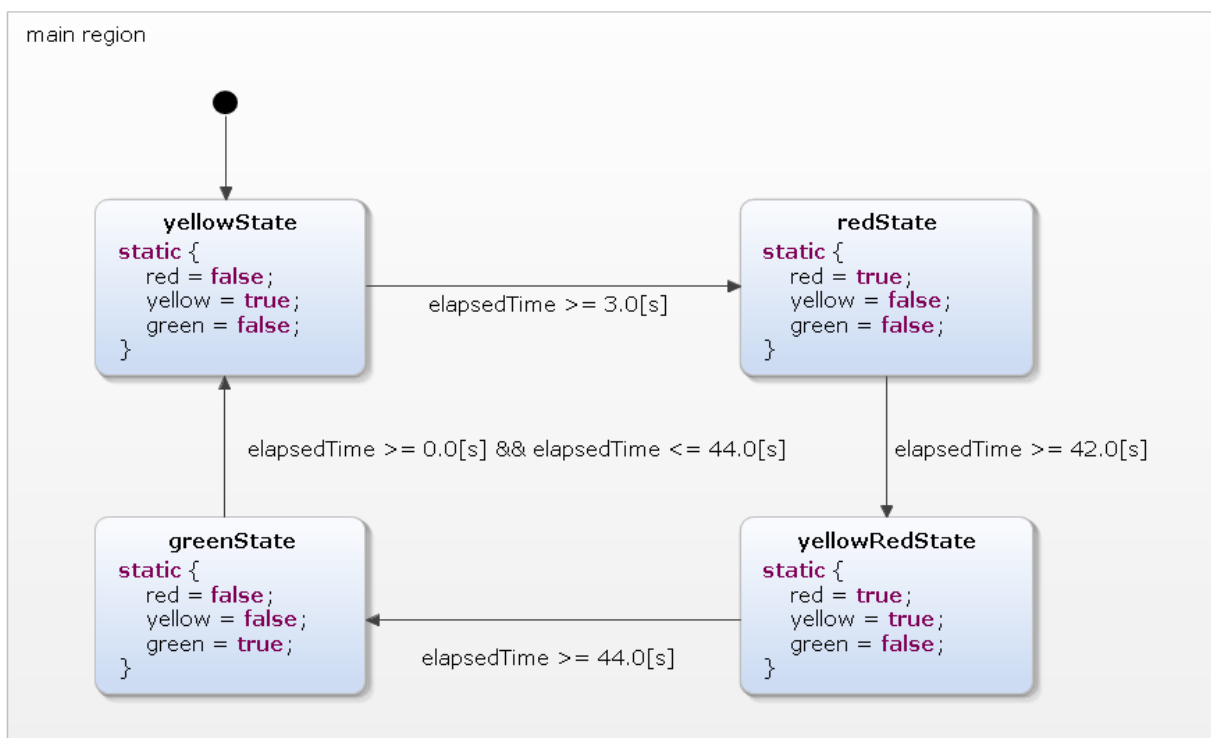 main region
yellowState
static {
red = false;
yellow = true;
green = false;
}
elapsedTime >= 3.0[s]
redState
static {
red = true;
yellow = false;
green = false;
}
elapsedTime >= 0.0[s] && elapsedTime <= 44.0[s]
elapsedTime >= 42.0[s]
greenState
static {
red = false;
yellow = false;
green = true;
}
elapsedTime >= 44.0[s]
yellowRedState
static {
red = true;
yellow = true;
green = false;
}